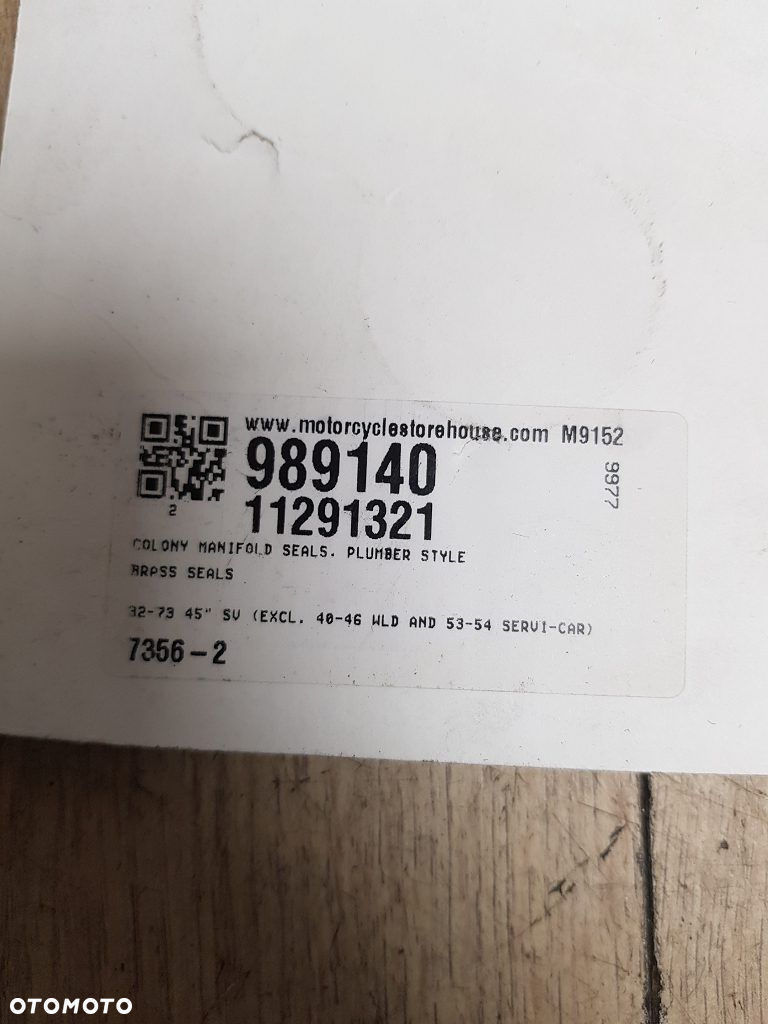 www.motorcyclestorehouse.com M9152
989140
9977
11291321
2
COLONY MANIFOLD SEALS. PLUMBER STYLE
BRASS SEALS
32-73 45" SV (EXCL. 40-46 WLD AND 53-54 SERVI-CAR)
7356-2
OTOMOTO